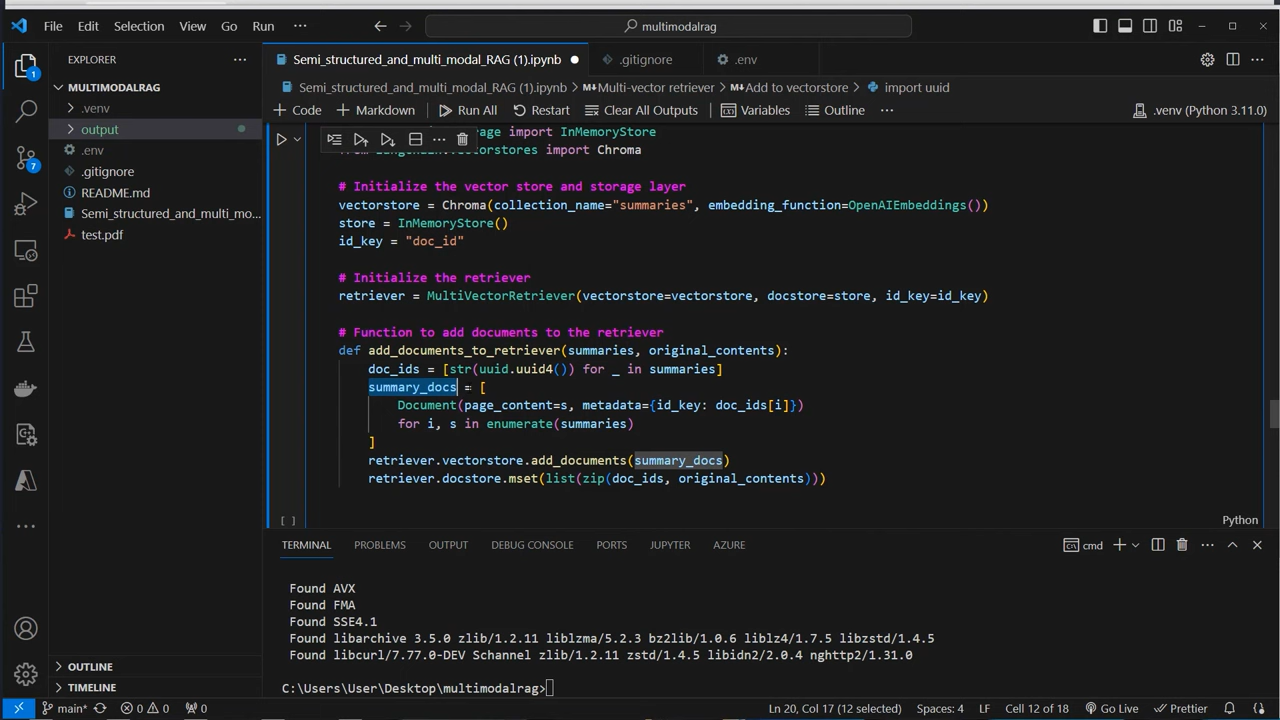 File Edit Selection View Go Run ··· multimodalrag
EXPLORER ···
Semi_structured_and_multi_modal_RAG (1).ipynb .gitignore .env
MULTIMODALRAG
.venv
output
.env
.gitignore
README.md
Semi_structured_and_multi_mo...
test.pdf
OUTLINE
TIMELINE
Semi_structured_and_multi_modal_RAG (1).ipynb > Multi-vector retriever > Add to vectorstore > import uuid
+ Code + Markdown Run All Restart Clear All Outputs Variables Outline ··· .venv (Python 3.11.0)
import InMemoryStore
import Chroma
# Initialize the vector store and storage layer
vectorstore = Chroma(collection_name="summaries", embedding_function=OpenAIEmbeddings())
store = InMemoryStore()
id_key = "doc_id"
# Initialize the retriever
retriever = MultiVectorRetriever(vectorstore=vectorstore, docstore=store, id_key=id_key)
# Function to add documents to the retriever
def add_documents_to_retriever(summaries, original_contents):
doc_ids = [str(uuid.uuid4()) for _ in summaries]
summary_docs = [
Document(page_content=s, metadata={id_key: doc_ids[i]})
for i, s in enumerate(summaries)
]
retriever.vectorstore.add_documents(summary_docs)
retriever.docstore.mset(list(zip(doc_ids, original_contents)))
[ ] Python
TERMINAL PROBLEMS OUTPUT DEBUG CONSOLE PORTS JUPYTER AZURE cmd
Found AVX
Found FMA
Found SSE4.1
Found libarchive 3.5.0 zlib/1.2.11 liblzma/5.2.3 bz2lib/1.0.6 liblz4/1.7.5 libzstd/1.4.5
Found libcurl/7.77.0-DEV Schannel zlib/1.2.11 zstd/1.4.5 libidn2/2.0.4 nghttp2/1.31.0
C:\Users\User\Desktop\multimodalrag>
main* 0 0 0 Ln 20, Col 17 (12 selected) Spaces: 4 LF Cell 12 of 18 Go Live Prettier
1
7